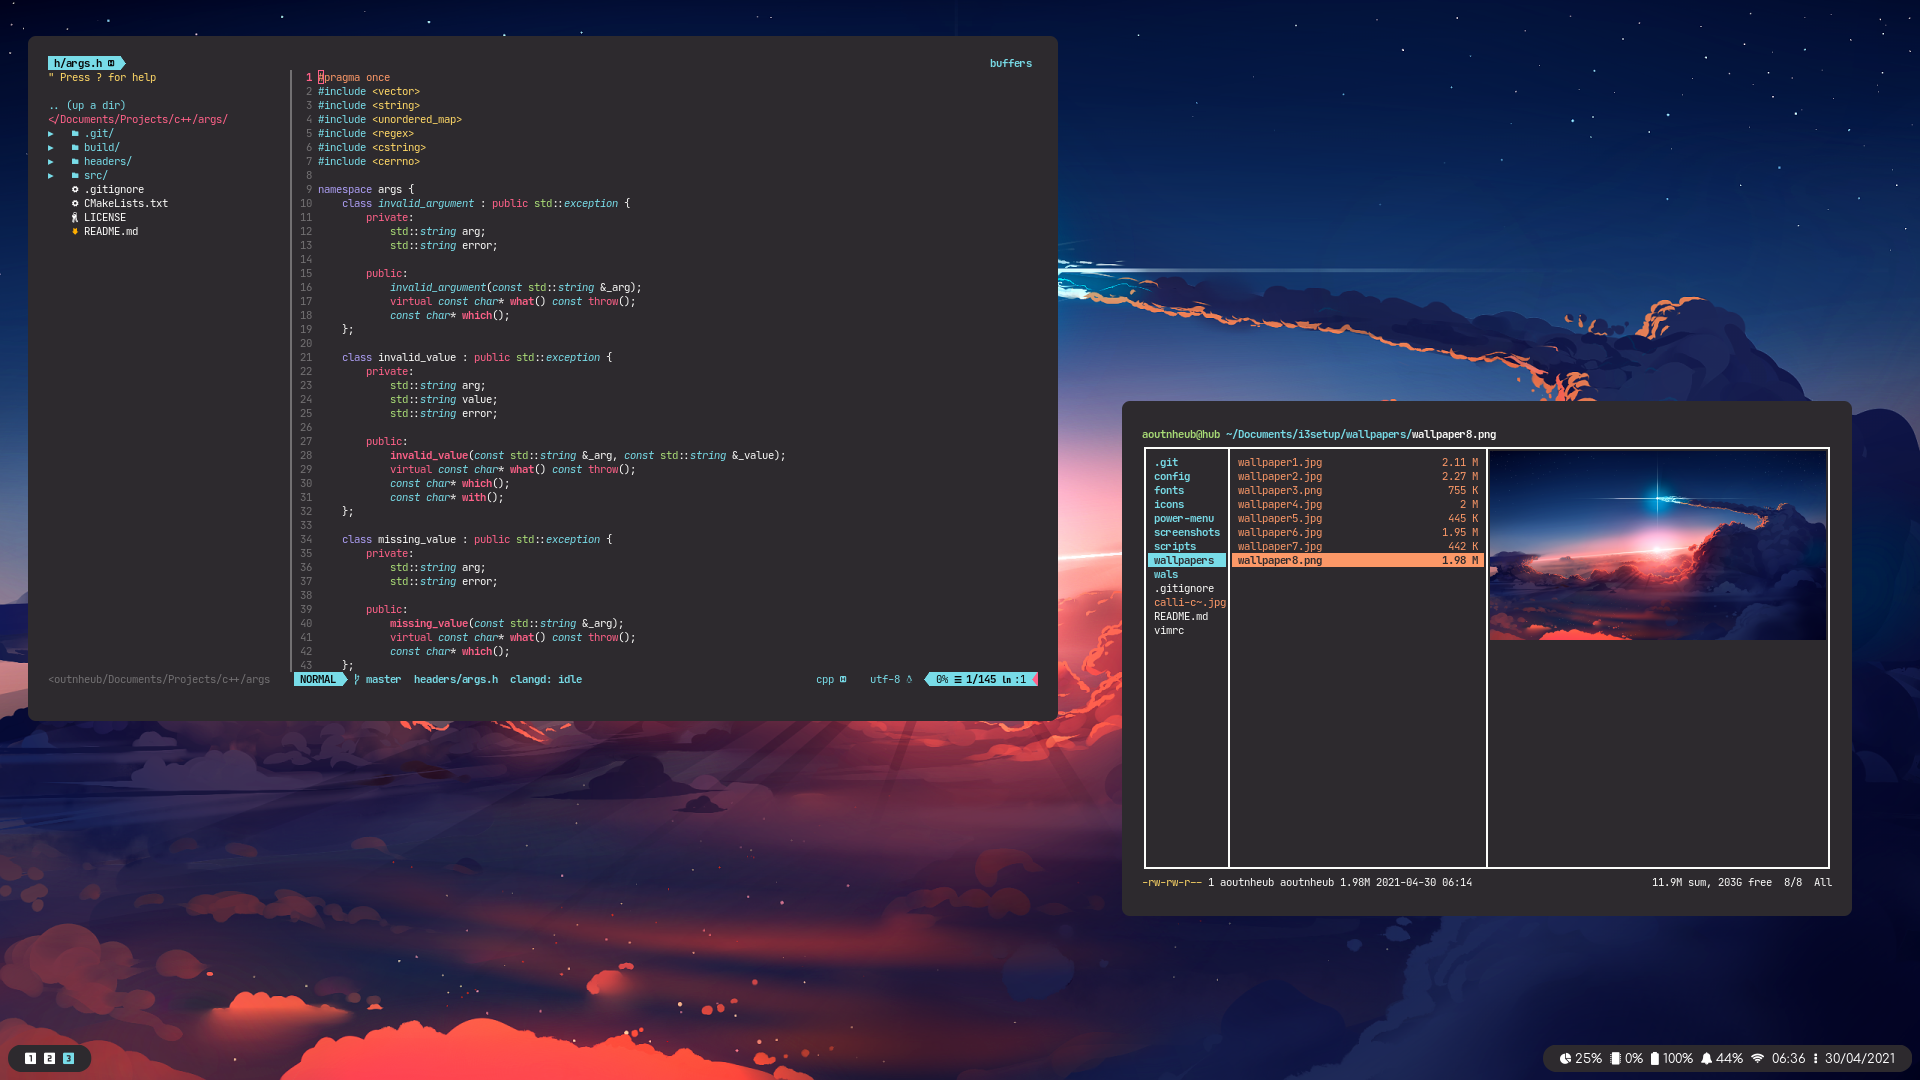 h/args.h
buffers
" Press ? for help
.. (up a dir)
</Documents/Projects/c++/args/
▸ .git/
▸ build/
▸ headers/
▸ src/
.gitignore
CMakeLists.txt
LICENSE
README.md
<outnheub/Documents/Projects/c++/args
1 #pragma once
2 #include <vector>
3 #include <string>
4 #include <unordered_map>
5 #include <regex>
6 #include <cstring>
7 #include <cerrno>
8
9 namespace args {
10     class invalid_argument : public std::exception {
11         private:
12             std::string arg;
13             std::string error;
14
15         public:
16             invalid_argument(const std::string &_arg);
17             virtual const char* what() const throw();
18             const char* which();
19     };
20
21     class invalid_value : public std::exception {
22         private:
23             std::string arg;
24             std::string value;
25             std::string error;
26
27         public:
28             invalid_value(const std::string &_arg, const std::string &_value);
29             virtual const char* what() const throw();
30             const char* which();
31             const char* with();
32     };
33
34     class missing_value : public std::exception {
35         private:
36             std::string arg;
37             std::string error;
38
39         public:
40             missing_value(const std::string &_arg);
41             virtual const char* what() const throw();
42             const char* which();
43     };
NORMAL master headers/args.h clangd: idle cpp utf-8 0% ☰ 1/145 ln :1
aoutnheub@hub ~/Documents/i3setup/wallpapers/wallpaper8.png
.git
config
fonts
icons
power-menu
screenshots
scripts
wallpapers
wals
.gitignore
calli-c~.jpg
README.md
vimrc
wallpaper1.jpg 2.11 M
wallpaper2.jpg 2.27 M
wallpaper3.png 755 K
wallpaper4.jpg 2 M
wallpaper5.jpg 445 K
wallpaper6.jpg 1.95 M
wallpaper7.jpg 442 K
wallpaper8.png 1.98 M
-rw-rw-r-- 1 aoutnheub aoutnheub 1.98M 2021-04-30 06:14 11.9M sum, 203G free 8/8 All
1 2 3
25% 0% 100% 44% 06:36 30/04/2021